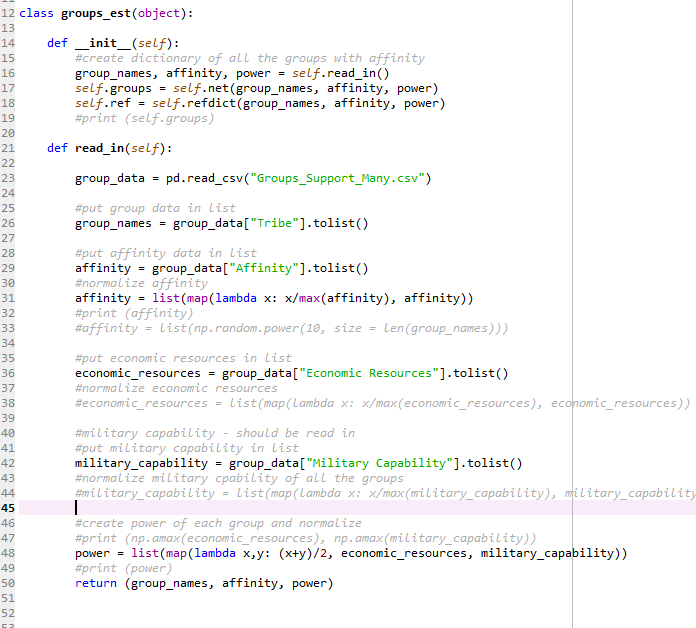 12 class groups_est(object):
13
14     def __init__(self):
15         #create dictionary of all the groups with affinity
16         group_names, affinity, power = self.read_in()
17         self.groups = self.net(group_names, affinity, power)
18         self.ref = self.refdict(group_names, affinity, power)
19         #print (self.groups)
20
21     def read_in(self):
22
23         group_data = pd.read_csv("Groups_Support_Many.csv")
24
25         #put group data in list
26         group_names = group_data["Tribe"].tolist()
27
28         #put affinity data in list
29         affinity = group_data["Affinity"].tolist()
30         #normalize affinity
31         affinity = list(map(lambda x: x/max(affinity), affinity))
32         #print (affinity)
33         #affinity = list(np.random.power(10, size = len(group_names)))
34
35         #put economic resources in list
36         economic_resources = group_data["Economic Resources"].tolist()
37         #normalize economic resources
38         #economic_resources = list(map(lambda x: x/max(economic_resources), economic_resources))
39
40         #military capability - should be read in
41         #put military capability in list
42         military_capability = group_data["Military Capability"].tolist()
43         #normalize military cpability of all the groups
44         #military_capability = list(map(lambda x: x/max(military_capability), military_capability
45
46         #create power of each group and normalize
47         #print (np.amax(economic_resources), np.amax(military_capability))
48         power = list(map(lambda x,y: (x+y)/2, economic_resources, military_capability))
49         #print (power)
50         return (group_names, affinity, power)
51
52